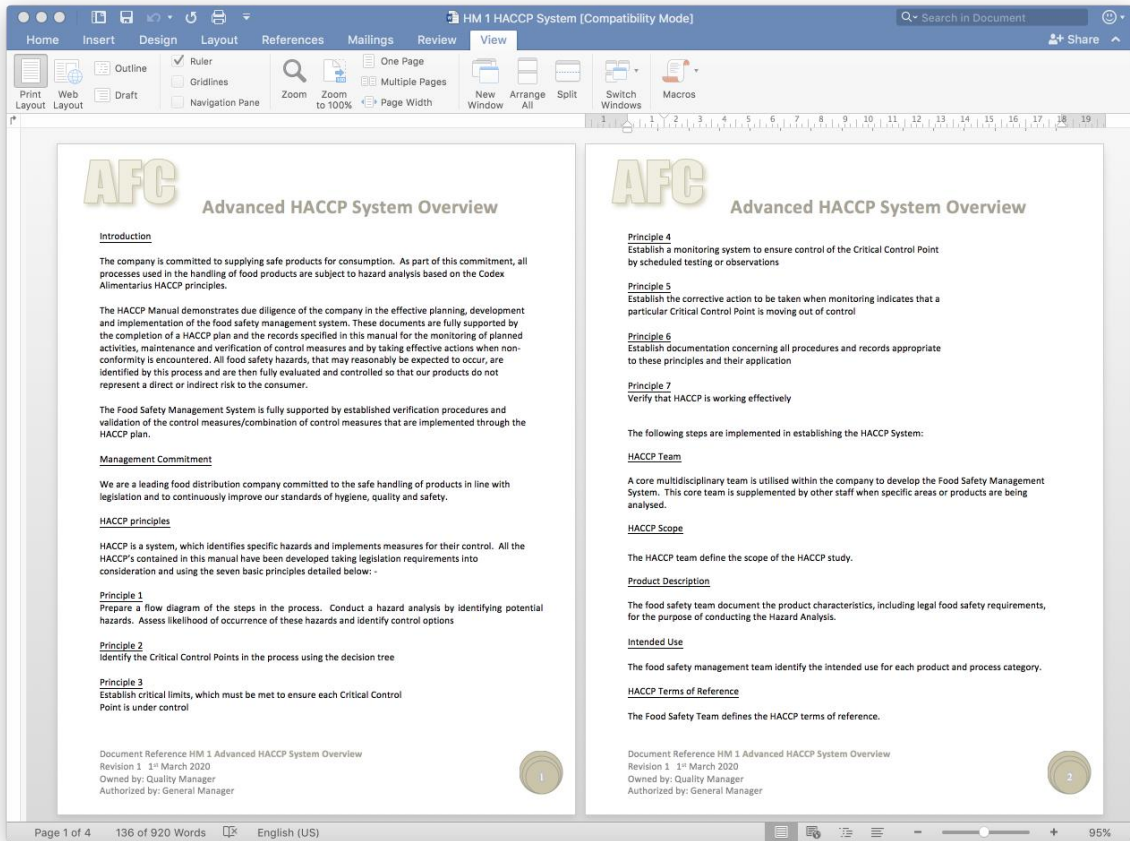 HM 1 HACCP System [Compatibility Mode]
Search in Document
Home Insert Design Layout References Mailings Review View
Share
Print Layout
Web Layout
Outline
Draft
Ruler
Gridlines
Navigation Pane
Zoom
Zoom to 100%
One Page
Multiple Pages
Page Width
New Window
Arrange All
Split
Switch Windows
Macros
1 1 2 3 4 5 6 7 8 9 10 11 12 13 14 15 16 17 18 19
AFC
Advanced HACCP System Overview
Introduction
The company is committed to supplying safe products for consumption. As part of this commitment, all
processes used in the handling of food products are subject to hazard analysis based on the Codex
Alimentarius HACCP principles.
The HACCP Manual demonstrates due diligence of the company in the effective planning, development
and implementation of the food safety management system. These documents are fully supported by
the completion of a HACCP plan and the records specified in this manual for the monitoring of planned
activities, maintenance and verification of control measures and by taking effective actions when non-
conformity is encountered. All food safety hazards, that may reasonably be expected to occur, are
identified by this process and are then fully evaluated and controlled so that our products do not
represent a direct or indirect risk to the consumer.
The Food Safety Management System is fully supported by established verification procedures and
validation of the control measures/combination of control measures that are implemented through the
HACCP plan.
Management Commitment
We are a leading food distribution company committed to the safe handling of products in line with
legislation and to continuously improve our standards of hygiene, quality and safety.
HACCP principles
HACCP is a system, which identifies specific hazards and implements measures for their control. All the
HACCP's contained in this manual have been developed taking legislation requirements into
consideration and using the seven basic principles detailed below: -
Principle 1
Prepare a flow diagram of the steps in the process. Conduct a hazard analysis by identifying potential
hazards. Assess likelihood of occurrence of these hazards and identify control options
Principle 2
Identify the Critical Control Points in the process using the decision tree
Principle 3
Establish critical limits, which must be met to ensure each Critical Control
Point is under control
Document Reference HM 1 Advanced HACCP System Overview
Revision 1 1st March 2020
Owned by: Quality Manager
Authorized by: General Manager
1
AFC
Advanced HACCP System Overview
Principle 4
Establish a monitoring system to ensure control of the Critical Control Point
by scheduled testing or observations
Principle 5
Establish the corrective action to be taken when monitoring indicates that a
particular Critical Control Point is moving out of control
Principle 6
Establish documentation concerning all procedures and records appropriate
to these principles and their application
Principle 7
Verify that HACCP is working effectively
The following steps are implemented in establishing the HACCP System:
HACCP Team
A core multidisciplinary team is utilised within the company to develop the Food Safety Management
System. This core team is supplemented by other staff when specific areas or products are being
analysed.
HACCP Scope
The HACCP team define the scope of the HACCP study.
Product Description
The food safety team document the product characteristics, including legal food safety requirements,
for the purpose of conducting the Hazard Analysis.
Intended Use
The food safety management team identify the intended use for each product and process category.
HACCP Terms of Reference
The Food Safety Team defines the HACCP terms of reference.
Document Reference HM 1 Advanced HACCP System Overview
Revision 1 1st March 2020
Owned by: Quality Manager
Authorized by: General Manager
2
Page 1 of 4 136 of 920 Words English (US) 95%